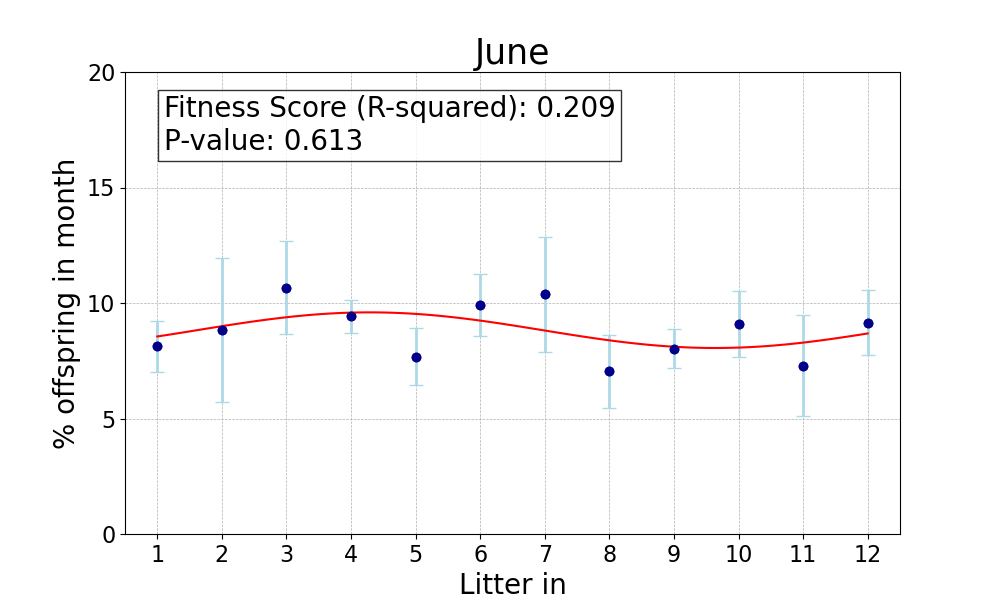 June
Fitness Score (R-squared): 0.209
P-value: 0.613
% offspring in month
20
15
10
5
0
1 2 3 4 5 6 7 8 9 10 11 12
Litter in